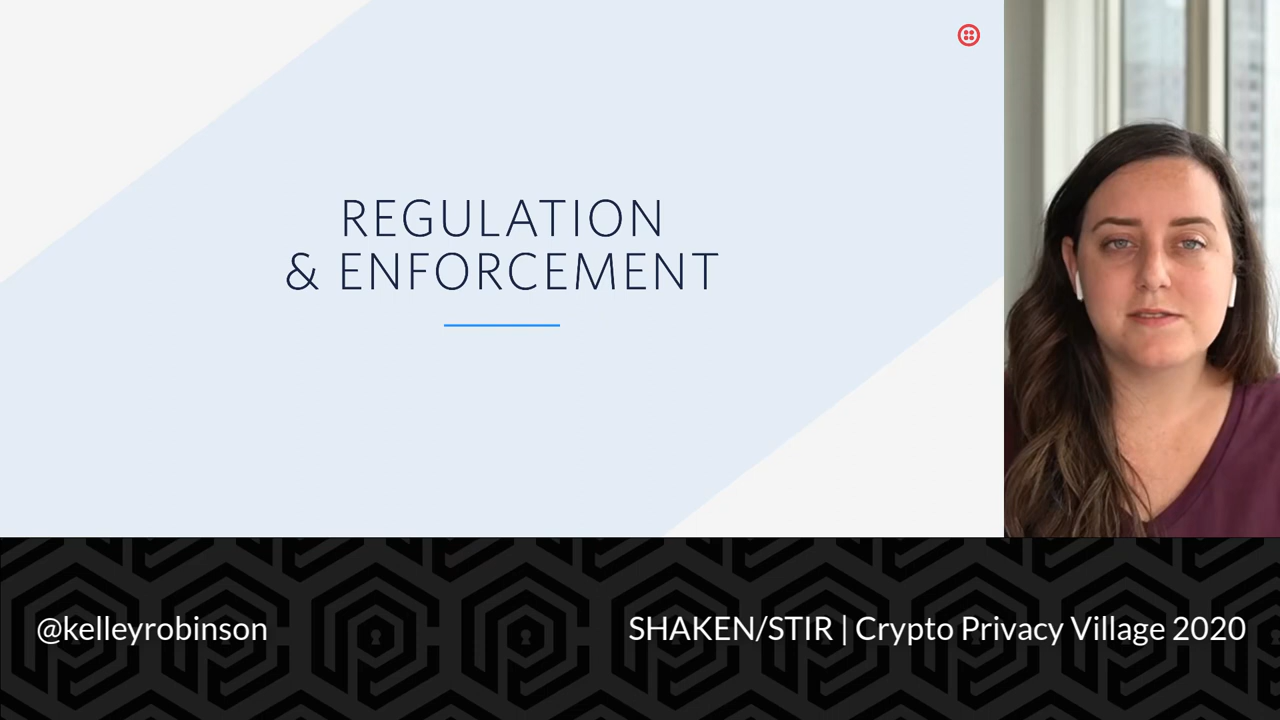 REGULATION
& ENFORCEMENT
@kelleyrobinson
SHAKEN/STIR | Crypto Privacy Village 2020